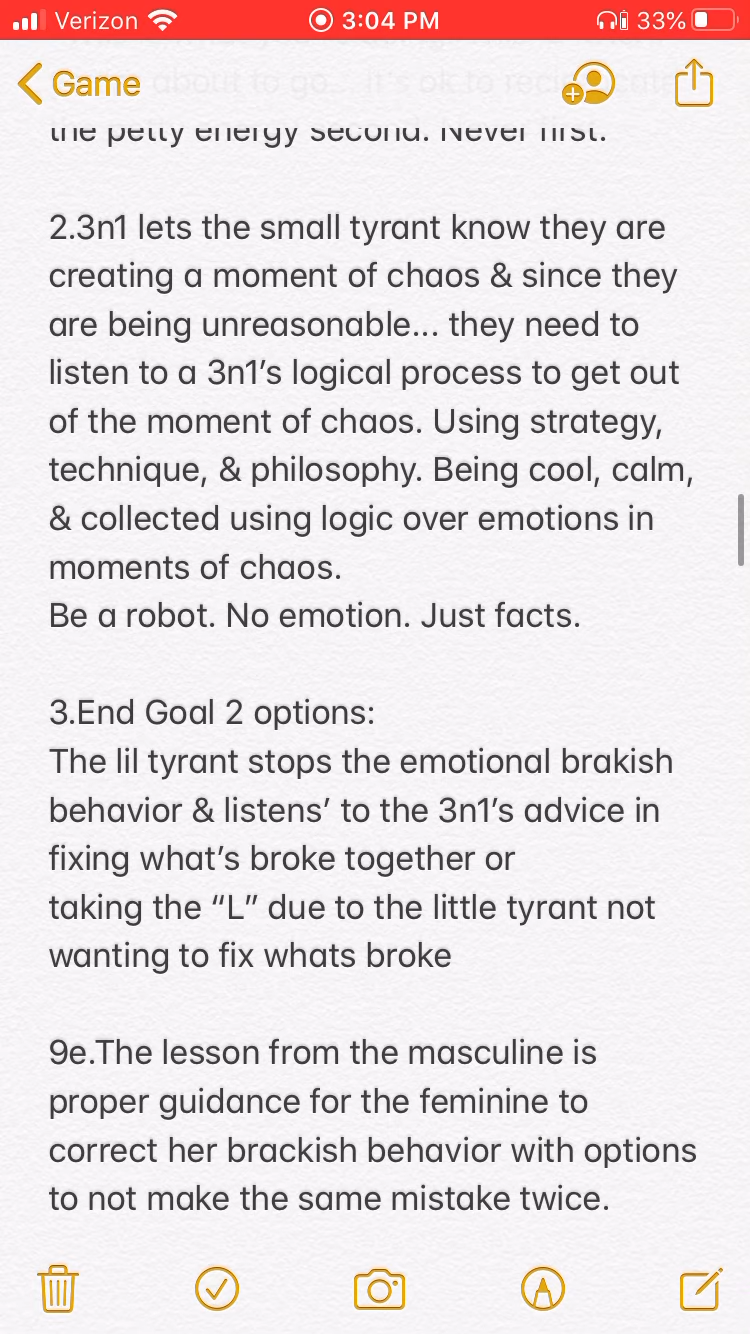 Verizon 3:04 PM 33%
Game
about to go... it's ok to
the petty energy second. Never first.
2.3n1 lets the small tyrant know they are
creating a moment of chaos & since they
are being unreasonable... they need to
listen to a 3n1's logical process to get out
of the moment of chaos. Using strategy,
technique, & philosophy. Being cool, calm,
& collected using logic over emotions in
moments of chaos.
Be a robot. No emotion. Just facts.
3.End Goal 2 options:
The lil tyrant stops the emotional brakish
behavior & listens’ to the 3n1’s advice in
fixing what’s broke together or
taking the “L” due to the little tyrant not
wanting to fix whats broke
9e.The lesson from the masculine is
proper guidance for the feminine to
correct her brackish behavior with options
to not make the same mistake twice.